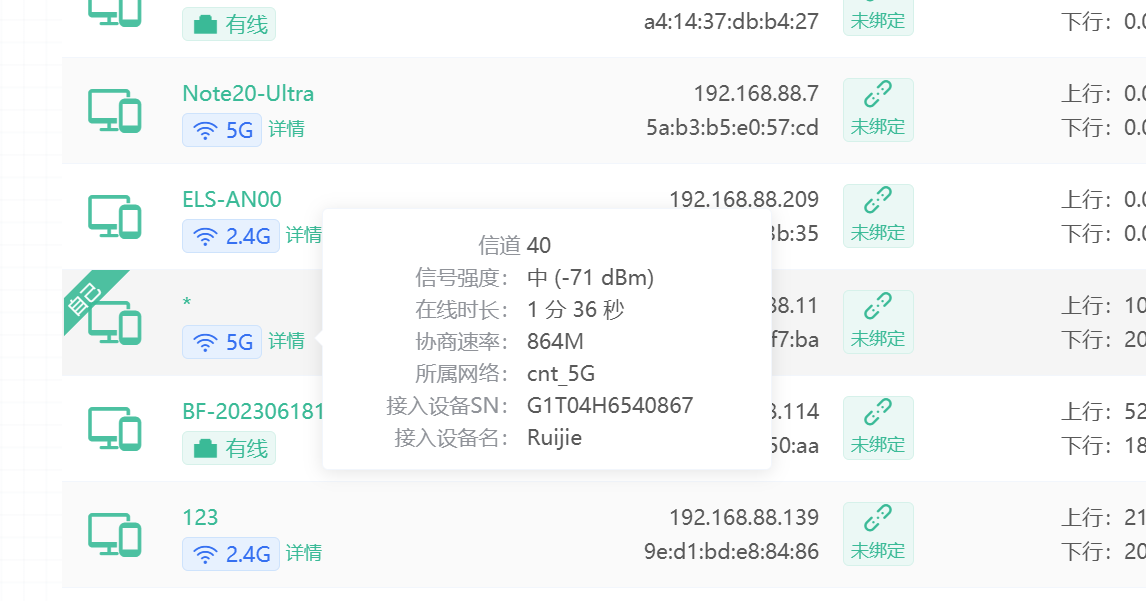 有线
a4:14:37:db:b4:27
未绑定
下行: 0.0
Note20-Ultra
192.168.88.7
上行: 0.0
5G 详情
5a:b3:b5:e0:57:cd
未绑定
下行: 0.0
ELS-AN00
192.168.88.209
上行: 0.0
2.4G 详情
3b:35
未绑定
下行: 0.0
信道 40
信号强度: 中 (-71 dBm)
在线时长: 1 分 36 秒
协商速率: 864M
所属网络: cnt_5G
接入设备SN: G1T04H6540867
接入设备名: Ruijie
自己
*
38.11
上行: 10
5G 详情
f7:ba
未绑定
下行: 20
BF-202306181
8.114
上行: 52
有线
50:aa
未绑定
下行: 18
123
192.168.88.139
上行: 21
2.4G 详情
9e:d1:bd:e8:84:86
未绑定
下行: 20